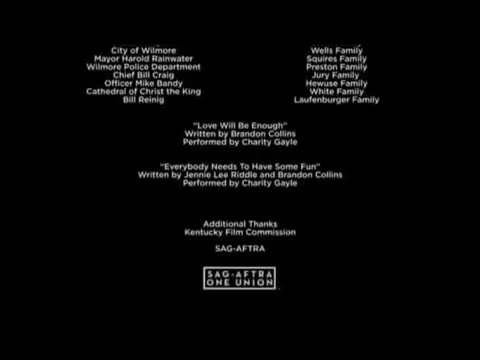 City of Wilmore
Mayor Harold Rainwater
Wilmore Police Department
Chief Bill Craig
Officer Mike Bandy
Cathedral of Christ the King
Bill Reinig
Wells Family
Squires Family
Preston Family
Jury Family
Hewuse Family
White Family
Laufenburger Family
"Love Will Be Enough"
Written by Brandon Collins
Performed by Charity Gayle
"Everybody Needs To Have Some Fun"
Written by Jennie Lee Riddle and Brandon Collins
Performed by Charity Gayle
Additional Thanks
Kentucky Film Commission
SAG-AFTRA
SAG-AFTRA
ONE UNION